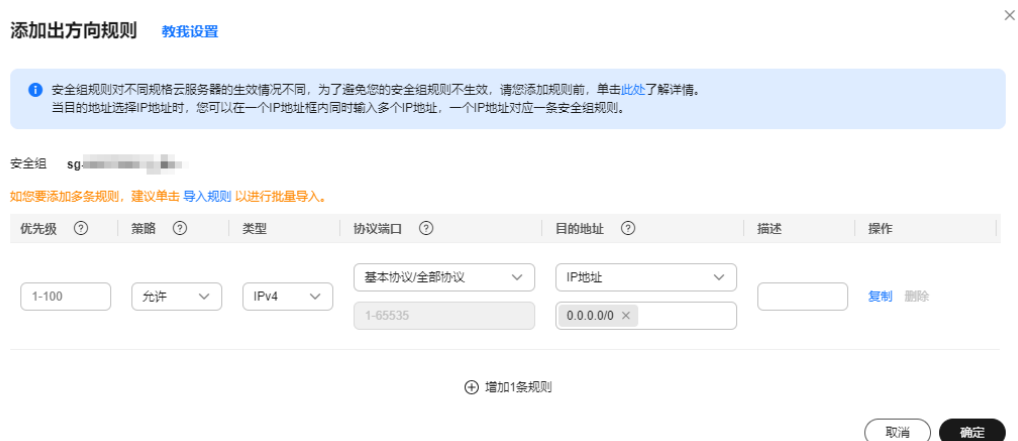 添加出方向规则 教我设置
安全组规则对不同规格云服务器的生效情况不同，为了避免您的安全组规则不生效，请您添加规则前，单击此处了解详情。
当目的地址选择IP地址时，您可以在一个IP地址框内同时输入多个IP地址，一个IP地址对应一条安全组规则。
安全组 sg
如您要添加多条规则，建议单击 导入规则 以进行批量导入。
优先级 策略 类型 协议端口 目的地址 描述 操作
基本协议/全部协议 IP地址
1-100 允许 IPv4 复制 删除
1-65535 0.0.0.0/0 ×
增加1条规则
取消 确定